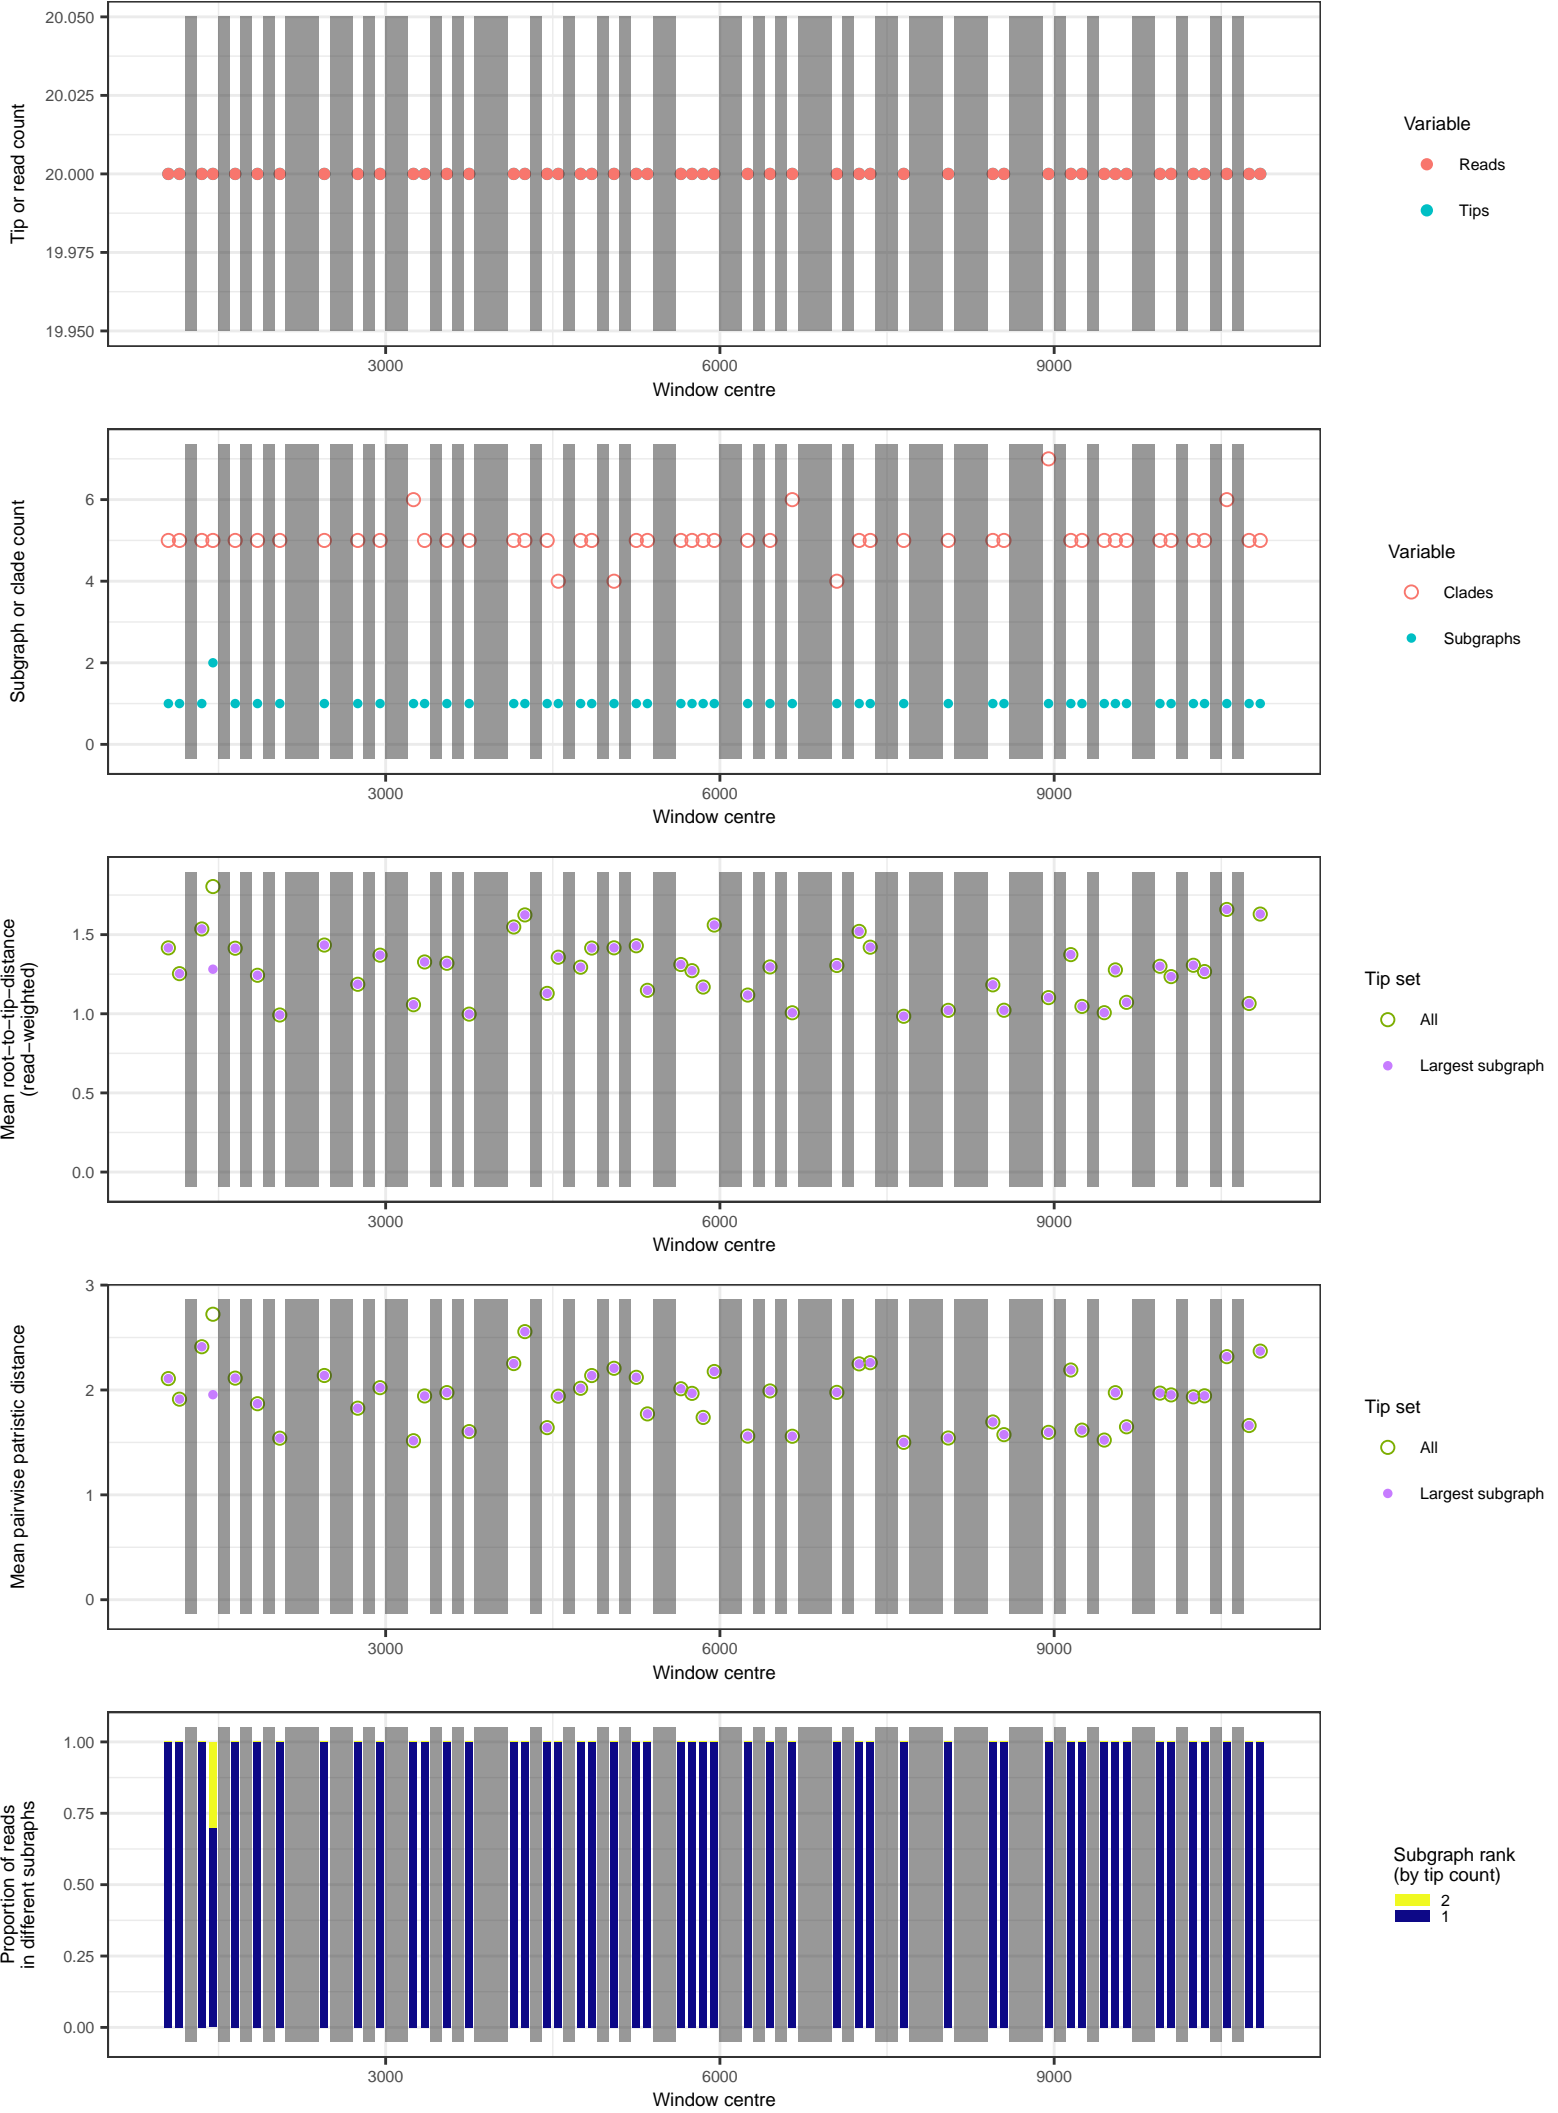 20.050
20.025
20.000
19.975
19.950
Tip or read count
3000
6000
9000
Window centre
Variable
Reads
Tips
6
4
2
0
Subgraph or clade count
3000
6000
9000
Window centre
Variable
Clades
Subgraphs
1.5
1.0
0.5
0.0
Mean root−to−tip−distance
(read−weighted)
3000
6000
9000
Window centre
Tip set
All
Largest subgraph
3
2
1
0
Mean pairwise patristic distance
3000
6000
9000
Window centre
Tip set
All
Largest subgraph
1.00
0.75
0.50
0.25
0.00
Proportion of reads
in different subraphs
3000
6000
9000
Window centre
Subgraph rank
(by tip count)
2
1